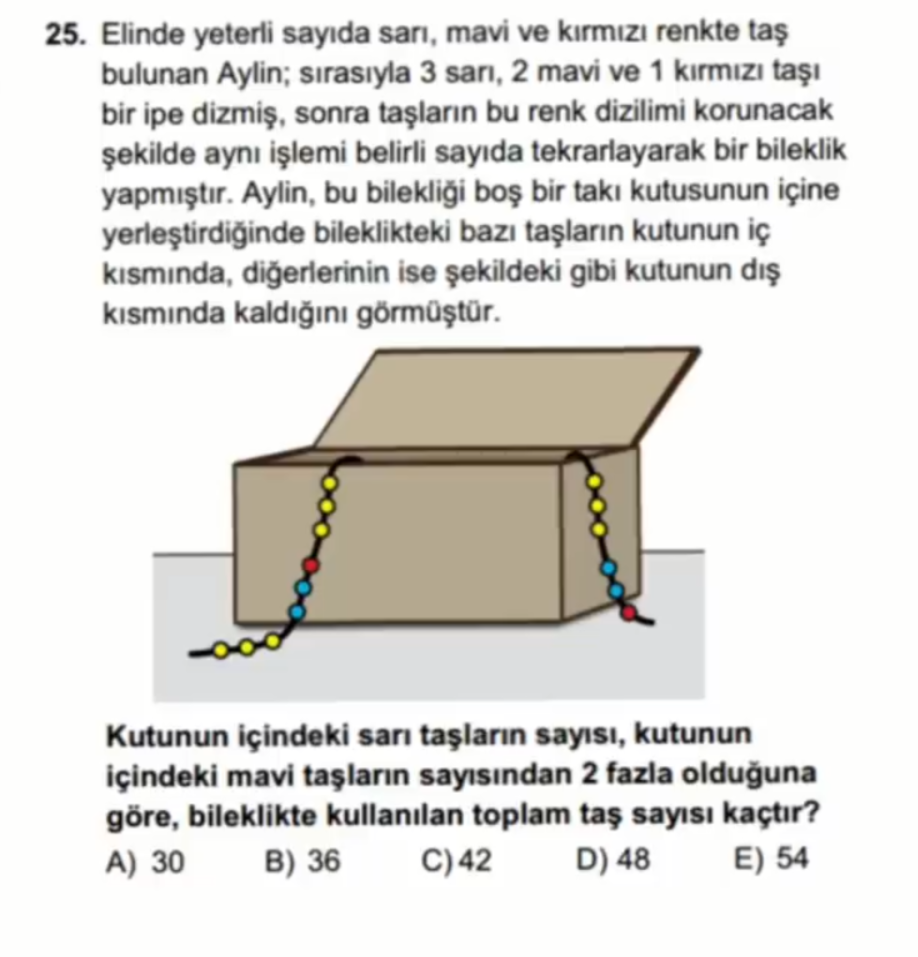 25. Elinde yeterli sayıda sarı, mavi ve kırmızı renkte taş
bulunan Aylin; sırasıyla 3 sarı, 2 mavi ve 1 kırmızı taşı
bir ipe dizmiş, sonra taşların bu renk dizilimi korunacak
şekilde aynı işlemi belirli sayıda tekrarlayarak bir bileklik
yapmıştır. Aylin, bu bilekliği boş bir takı kutusunun içine
yerleştirdiğinde bileklikteki bazı taşların kutunun iç
kısmında, diğerlerinin ise şekildeki gibi kutunun dış
kısmında kaldığını görmüştür.
Kutunun içindeki sarı taşların sayısı, kutunun
içindeki mavi taşların sayısından 2 fazla olduğuna
göre, bileklikte kullanılan toplam taş sayısı kaçtır?
A) 30 B) 36 C) 42 D) 48 E) 54